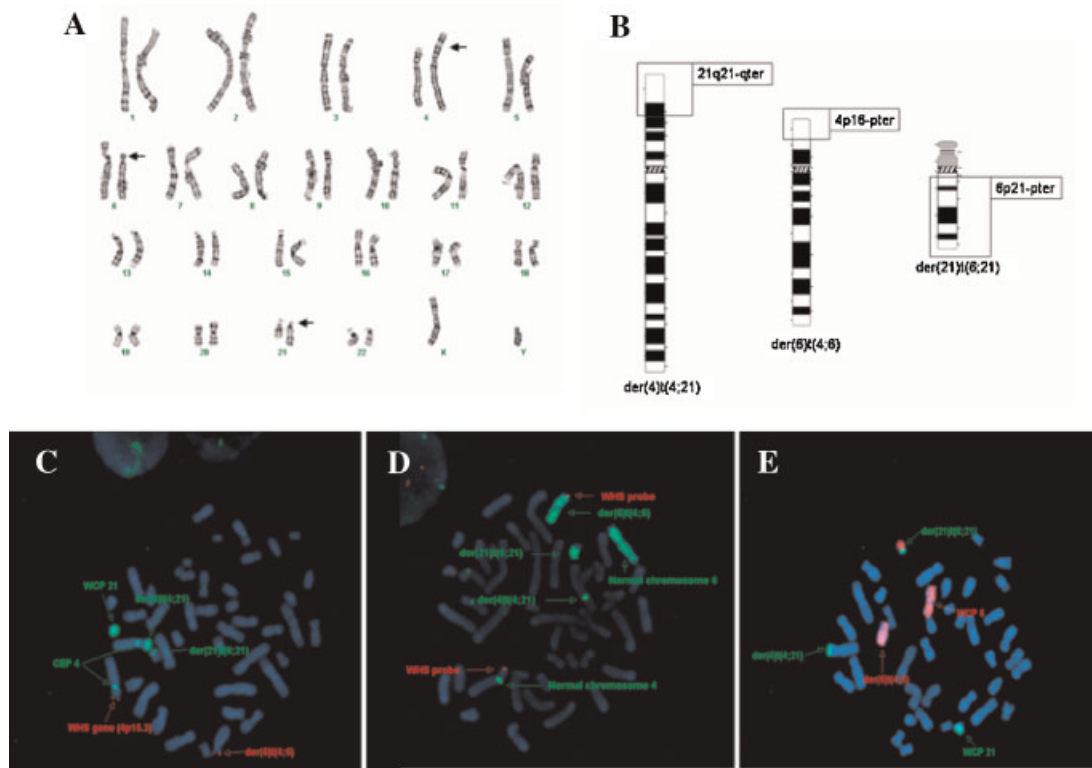 A
1 2 3 4 5
6 7 8 9 10 11 12
13 14 15 16 17 18
19 20 21 22 X Y
B
21q21-qter
4p16-pter
6p21-pter
der(4)t(4;21)
der(6)t(4;6)
der(21)t(6;21)
C
WCP 21
der(4)t(4;21)
CEP 4
der(21)t(6;21)
WHS gene (4p16.3)
der(6)t(4;6)
D
WHS probe
der(6)t(4;6)
der(21)t(6;21)
Normal chromosome 6
der(4)t(4;21)
WHS probe
Normal chromosome 4
E
der(21)t(6;21)
WCP 6
der(4)t(4;21)
der(6)t(4;6)
WCP 21